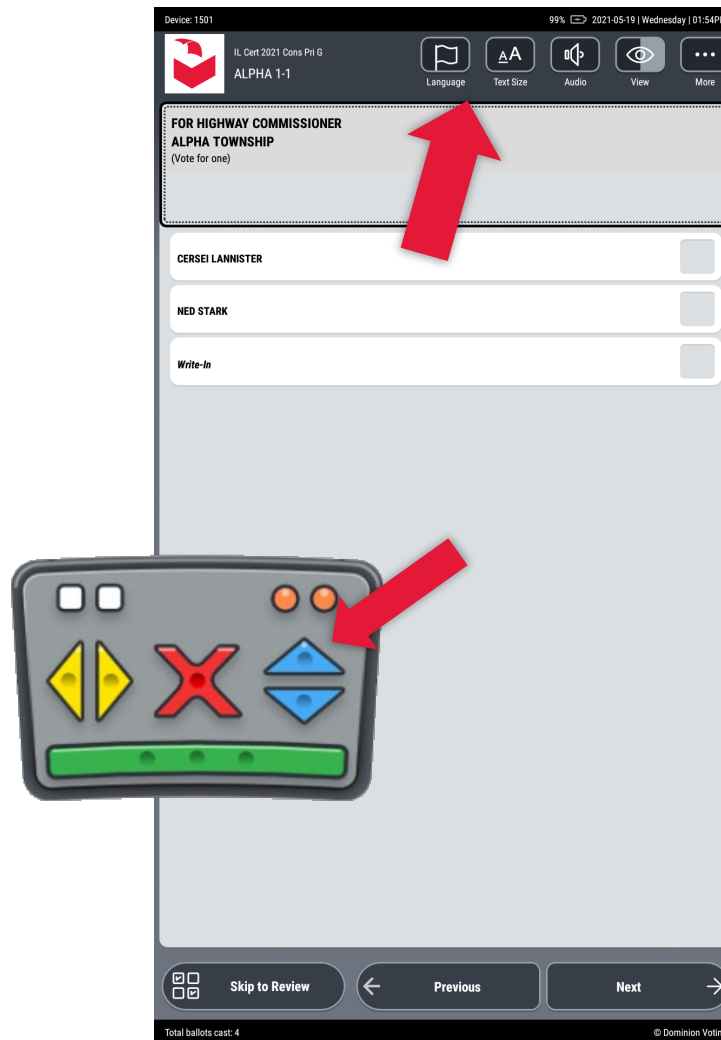 Device: 1501
99% 2021-05-19 | Wednesday | 01:54P
IL Cert 2021 Cons Pri G
ALPHA 1-1
AA
Language
Text Size
Audio
View
More
FOR HIGHWAY COMMISSIONER
ALPHA TOWNSHIP
(Vote for one)
CERSEI LANNISTER
NED STARK
Write-In
Skip to Review
Previous
Next
Total ballots cast: 4
© Dominion Votin